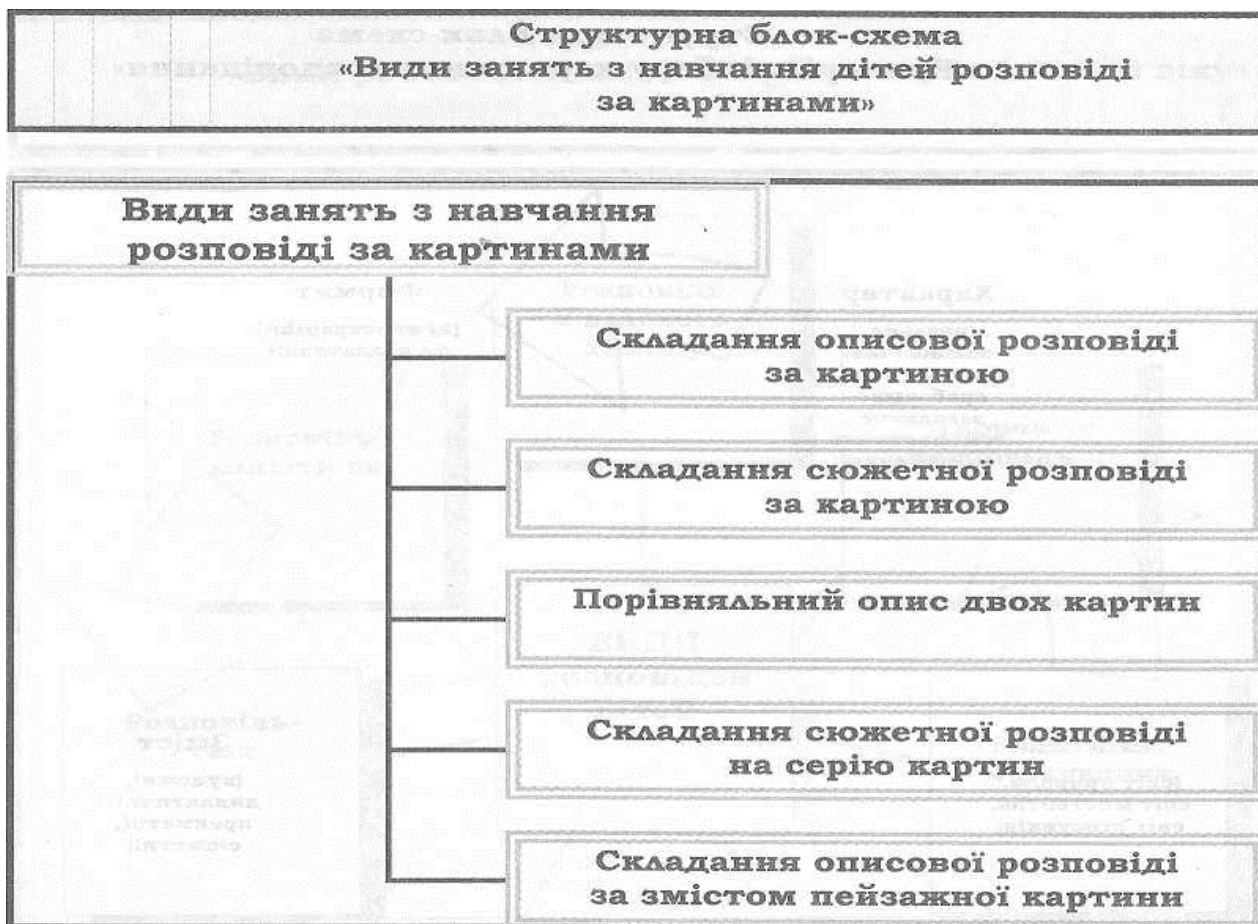 Структурна блок-схема
«Види занять з навчання дітей розповіді
за картинами»
Види занять з навчання
розповіді за картинами
Складання описової розповіді
за картиною
Складання сюжетної розповіді
за картиною
Порівняльний опис двох картин
Складання сюжетної розповіді
на серію картин
Складання описової розповіді
за змістом пейзажної картини